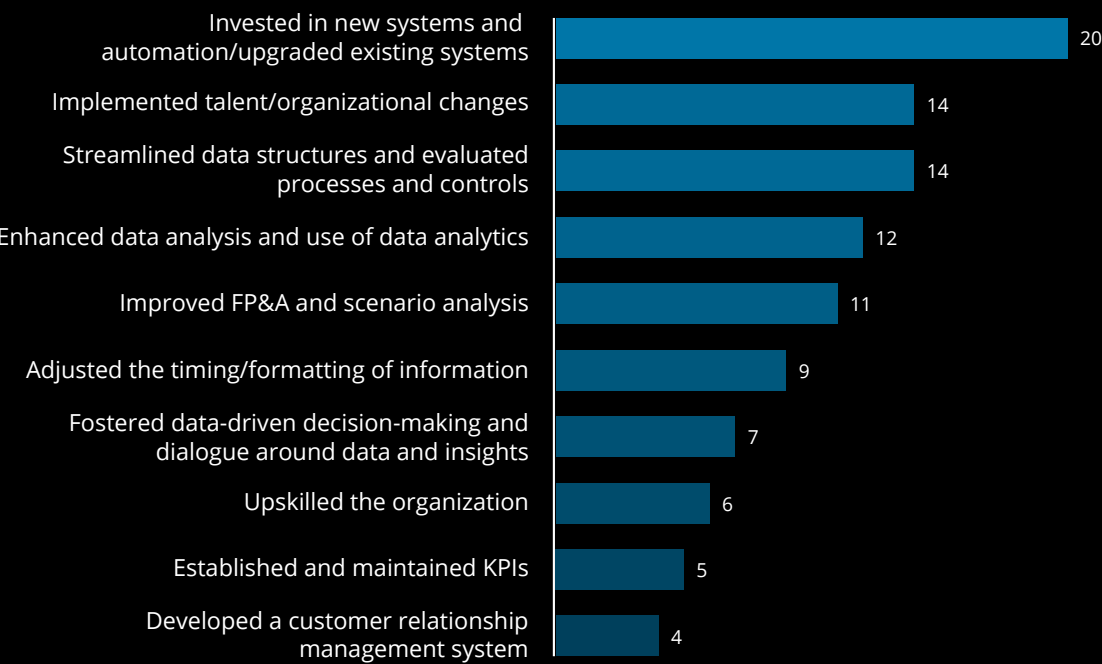 Invested in new systems and
automation/upgraded existing systems
20
Implemented talent/organizational changes
14
Streamlined data structures and evaluated
processes and controls
14
Enhanced data analysis and use of data analytics
12
Improved FP&A and scenario analysis
11
Adjusted the timing/formatting of information
9
Fostered data-driven decision-making and
dialogue around data and insights
7
Upskilled the organization
6
Established and maintained KPIs
5
Developed a customer relationship
management system
4